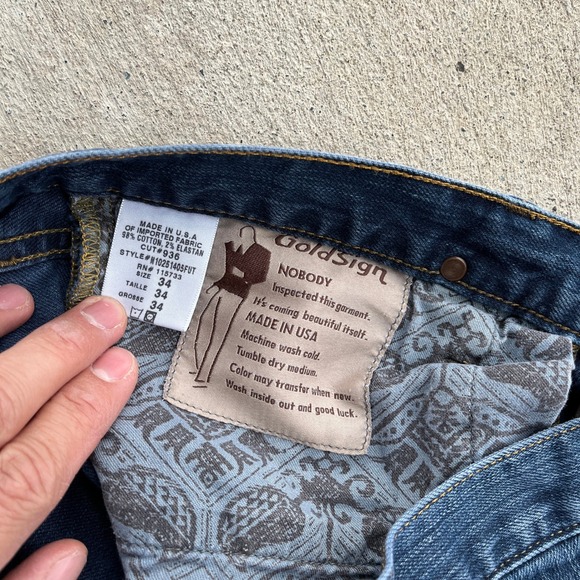 MADE IN U.S.A
OF IMPORTED FABRIC
98% COTTON, 2% ELASTAN
CUT#936
STYLE#W1028I405FUT
RN# 115733
SIZE 34
TAILLE 34
GROSSE 34
GoldSign
NOBODY
Inspected this garment.
It's coming beautiful itself.
MADE IN USA
Machine wash cold.
Tumble dry medium.
Color may transfer when new.
Wash inside out and good luck.